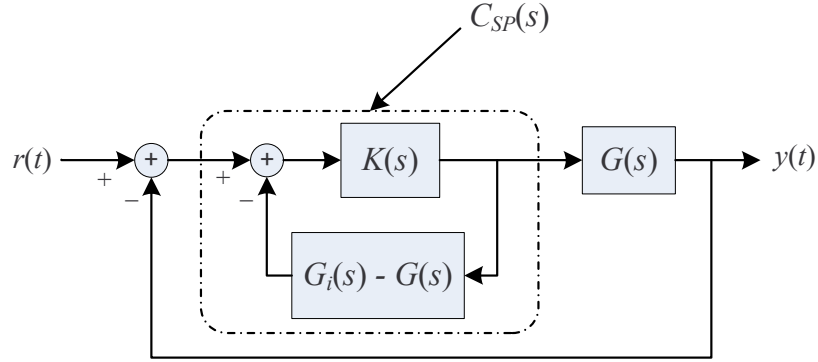 C_SP(s)
r(t)
+
+
−
+
+
−
K(s)
G(s)
y(t)
G_i(s) - G(s)